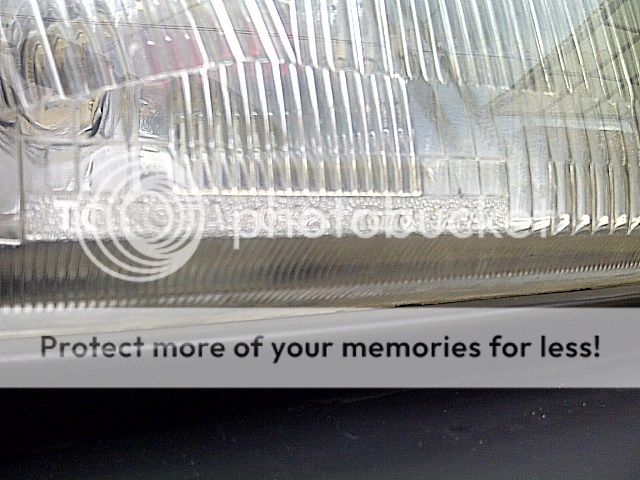 photobucket
Protect more of your memories for less!